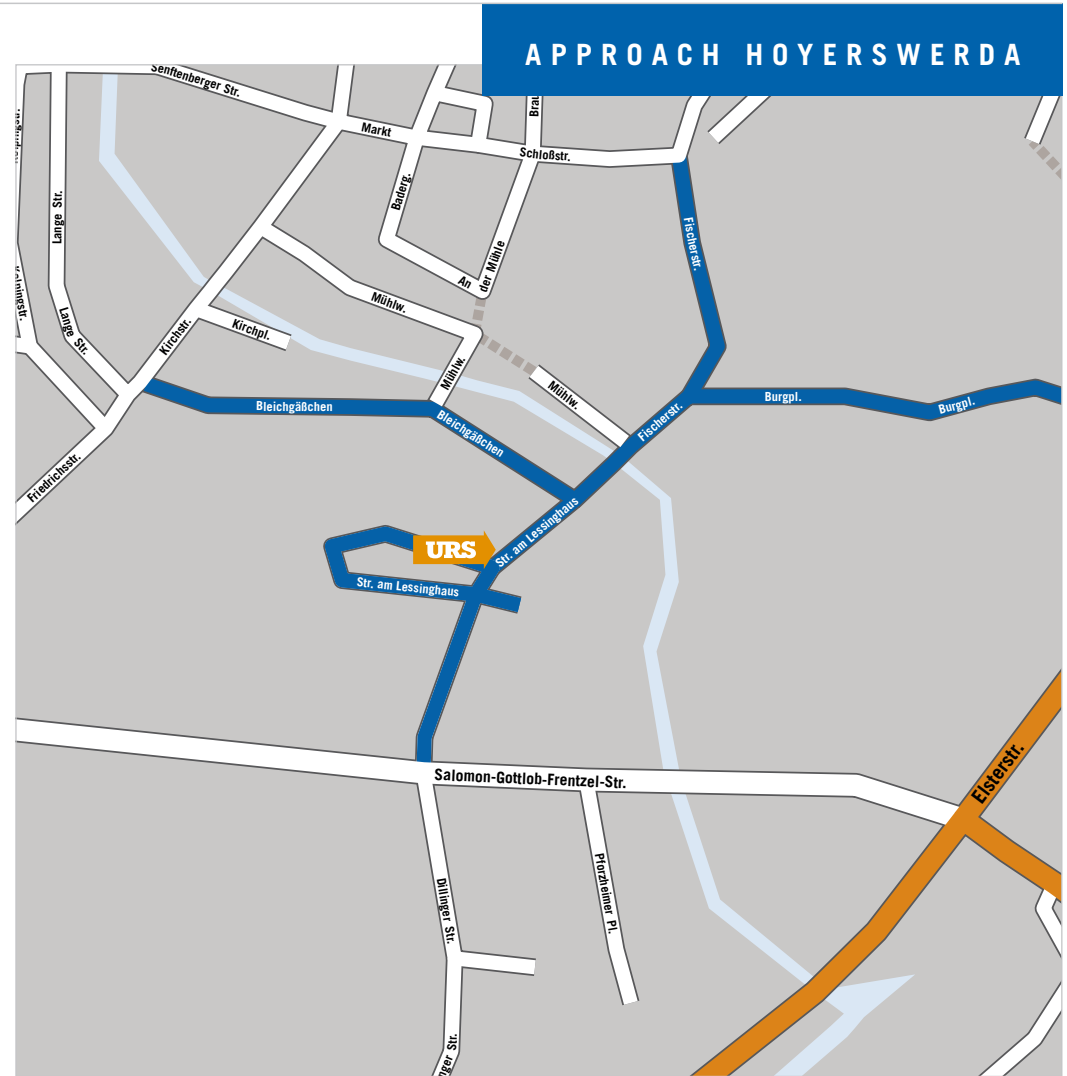 APPROACH HOYERSWERDA
Senftenberger Str.
Markt
Schloßstr.
Baderg.
Lange Str.
Fischerstr.
An
der Mühle
Mühlw.
Kirchpl.
Kirchstr.
Lange Str.
Mühlw.
Mühlw.
Burgpl.
Burgpl.
Bleichgäßchen
Bleichgäßchen
Fischerstr.
Friedrichsstr.
URS
Str. am Lessinghaus
Str. am Lessinghaus
Salomon-Gottlob-Frentzel-Str.
Elsterstr.
Dillinger Str.
Pforzheimer Pl.